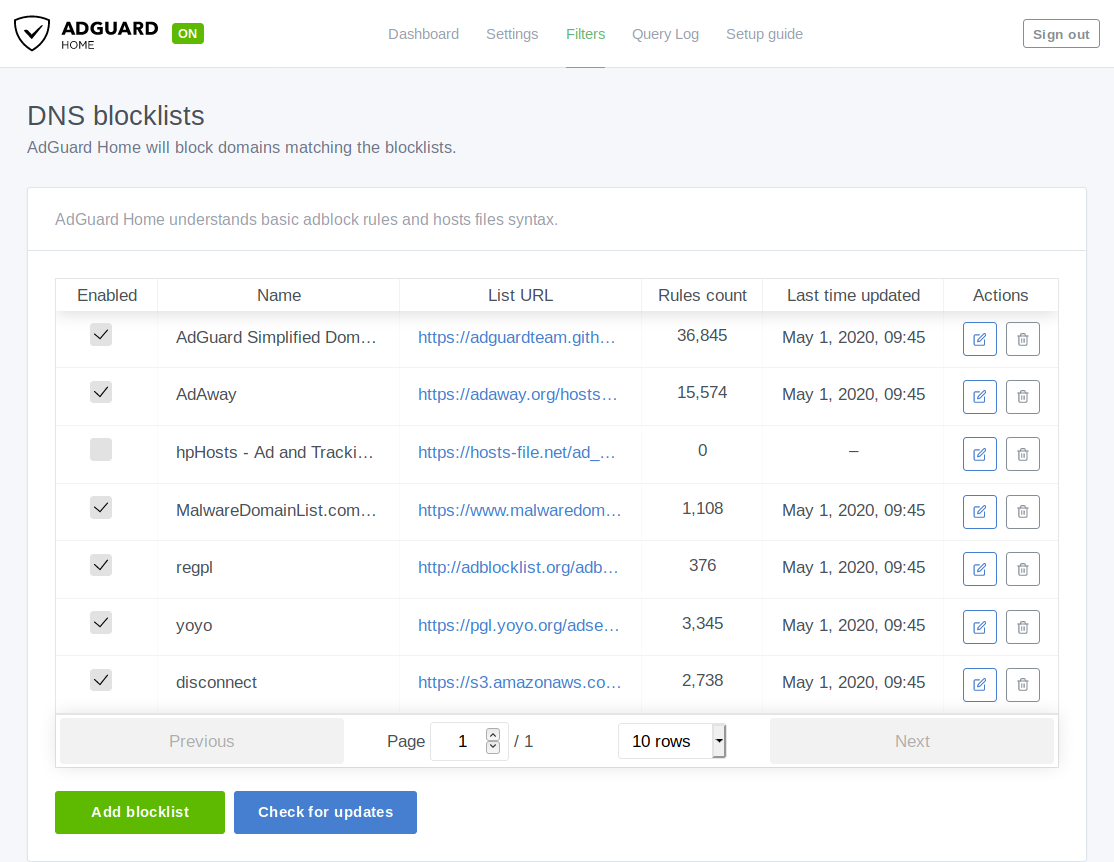 ADGUARD
HOME
ON
Dashboard Settings Filters Query Log Setup guide
Sign out
DNS blocklists
AdGuard Home will block domains matching the blocklists.
AdGuard Home understands basic adblock rules and hosts files syntax.
Enabled Name List URL Rules count Last time updated Actions
AdGuard Simplified Dom… https://adguardteam.gith… 36,845 May 1, 2020, 09:45
AdAway https://adaway.org/hosts… 15,574 May 1, 2020, 09:45
hpHosts - Ad and Tracki… https://hosts-file.net/ad_… 0 –
MalwareDomainList.com… https://www.malwaredom… 1,108 May 1, 2020, 09:45
regpl http://adblocklist.org/adb… 376 May 1, 2020, 09:45
yoyo https://pgl.yoyo.org/adse… 3,345 May 1, 2020, 09:45
disconnect https://s3.amazonaws.co… 2,738 May 1, 2020, 09:45
Previous Page 1 / 1 10 rows Next
Add blocklist Check for updates